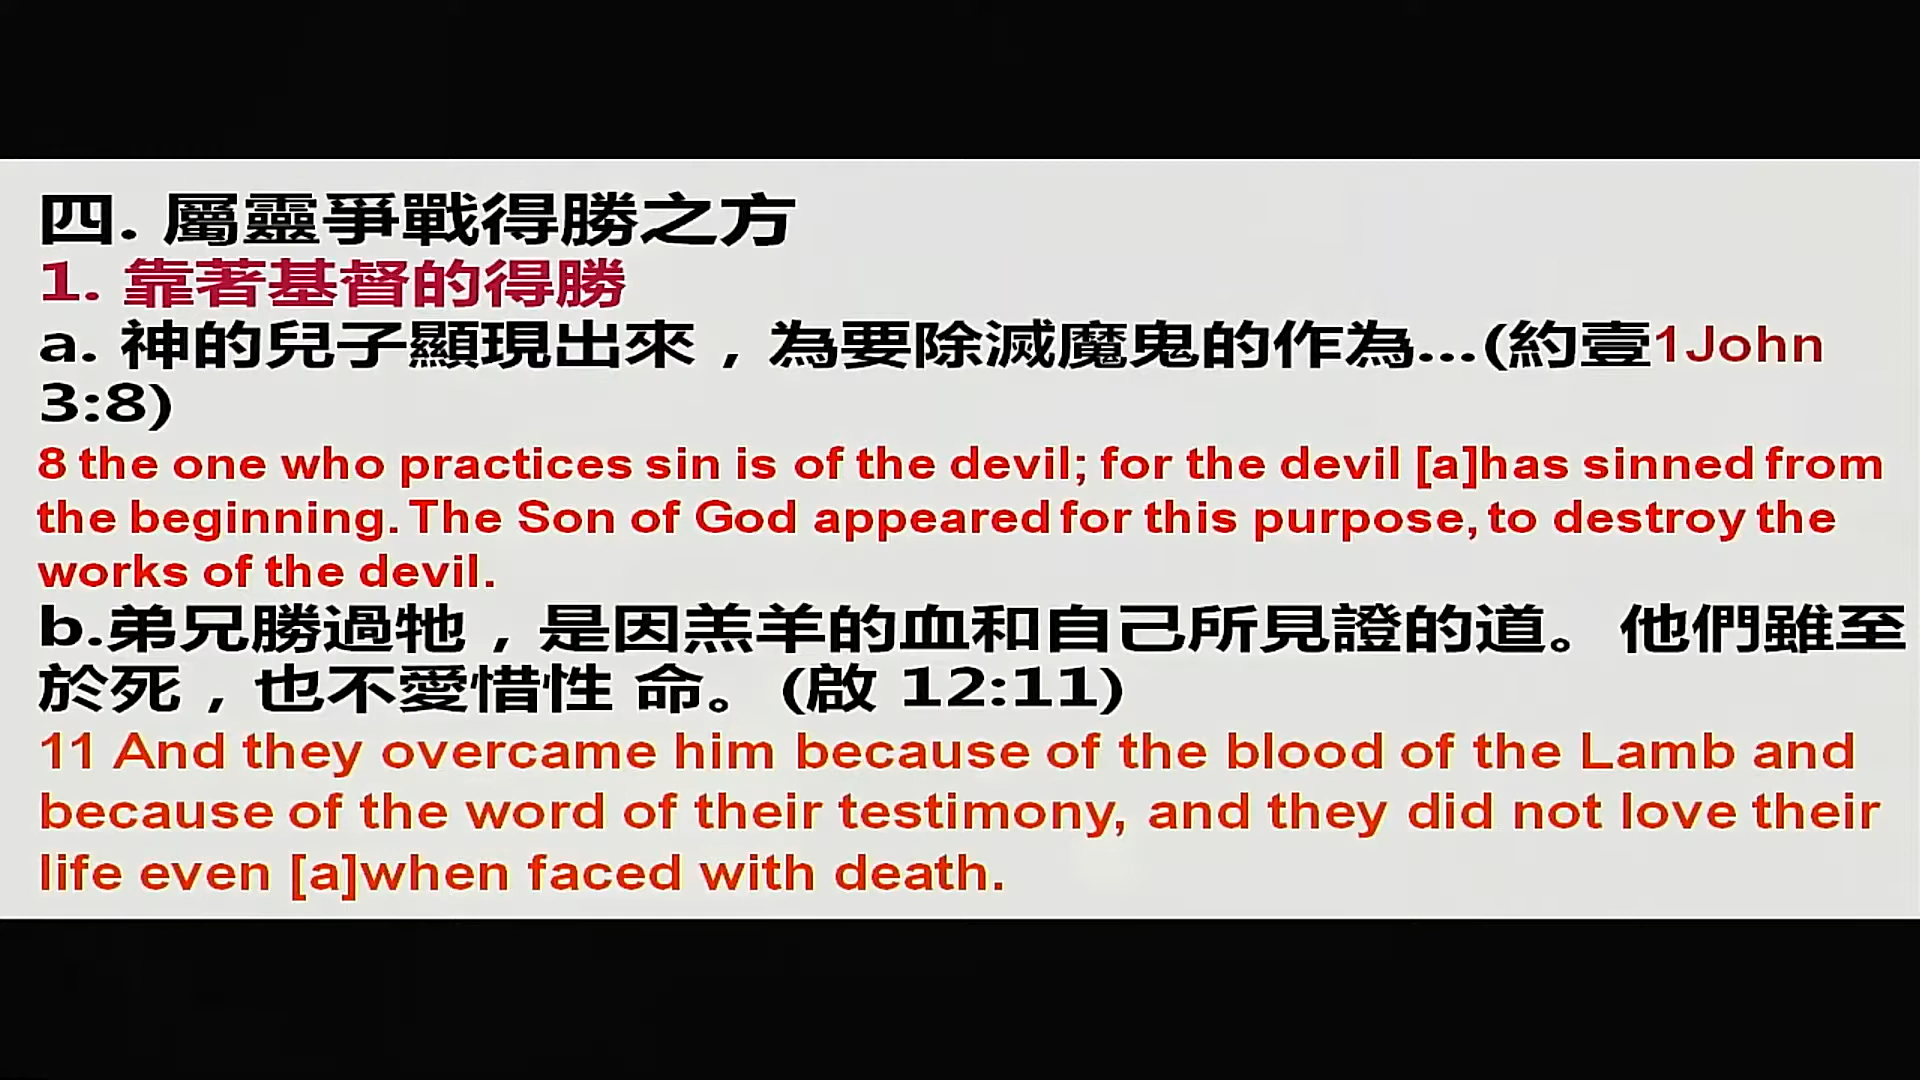 四. 屬靈爭戰得勝之方
1. 靠著基督的得勝
a. 神的兒子顯現出來，為要除滅魔鬼的作為...(約壹1John
3:8)
8 the one who practices sin is of the devil; for the devil [a]has sinned from
the beginning. The Son of God appeared for this purpose, to destroy the
works of the devil.
b.弟兄勝過牠，是因羔羊的血和自己所見證的道。 他們雖至
於死，也不愛惜性 命。 (啟 12:11)
11 And they overcame him because of the blood of the Lamb and
because of the word of their testimony, and they did not love their
life even [a]when faced with death.